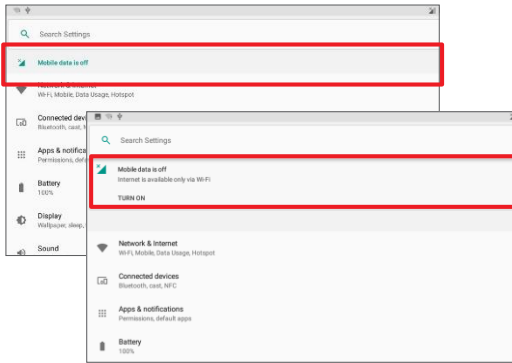 Search Settings
Mobile data is off
Network & Internet
Wi-Fi, Mobile, Data Usage, Hotspot
Connected devi
Bluetooth, cast, N
Apps & notifica
Permissions, defa
Battery
100%
Display
Wallpaper, sleep,
Sound
Search Settings
Mobile data is off
Internet is available only via Wi-Fi
TURN ON
Network & Internet
Wi-Fi, Mobile, Data Usage, Hotspot
Connected devices
Bluetooth, cast, NFC
Apps & notifications
Permissions, default apps
Battery
100%